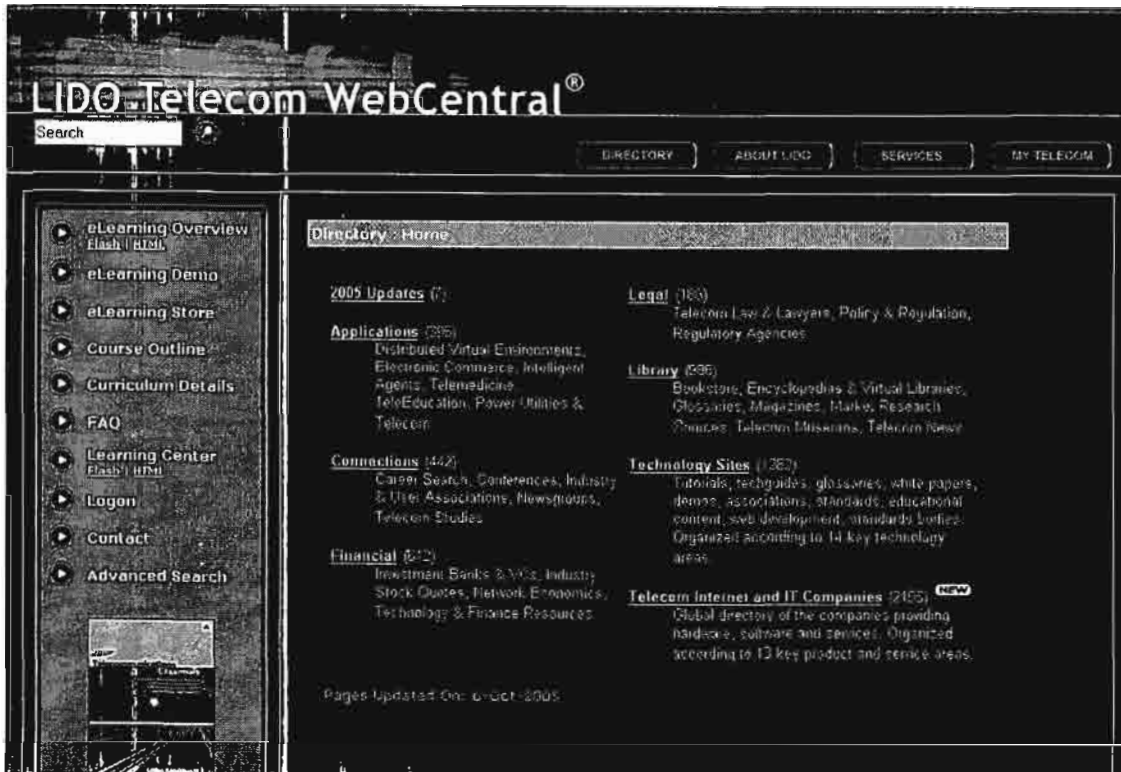 LIDO Telecom WebCentral®
Search
DIRECTORY
ABOUT LIDO
SERVICES
MY TELECOM
eLearning Overview
Flash | HTML
eLearning Demo
eLearning Store
Course Outline
Curriculum Details
FAQ
Learning Center
Flash | HTML
Logon
Contact
Advanced Search
Directory : Home
2005 Updates (7)
Applications
Distributed Virtual Environments,
Electronic Commerce, Intelligent
Agents, Telemedicine
TeleEducation, Power Utilities &
Telecom
Connections (442)
Career Search, Conferences, Industry
& User Associations, Newsgroups,
Telecom Studies
Financial (642)
Investment Banks & VCs, Industry
Stock Quotes, Network Economics,
Technology & Finance Resources
Legal
Telecom Law & Lawyers, Policy & Regulation,
Regulatory Agencies
Library
Bookstore, Encyclopedias & Virtual Libraries,
Glossaries, Magazines, Market Research
Sources, Telecom Museums, Telecom News
Technology Sites
Tutorials, techguides, glossaries, white papers,
demos, associations, standards, educational
content, web development, standards bodies.
Organized according to 14 key technology
areas.
Telecom Internet and IT Companies NEW
Global directory of the companies providing
hardware, software and services. Organized
according to 13 key product and service areas.
Pages Updated On: 6-Oct-2005